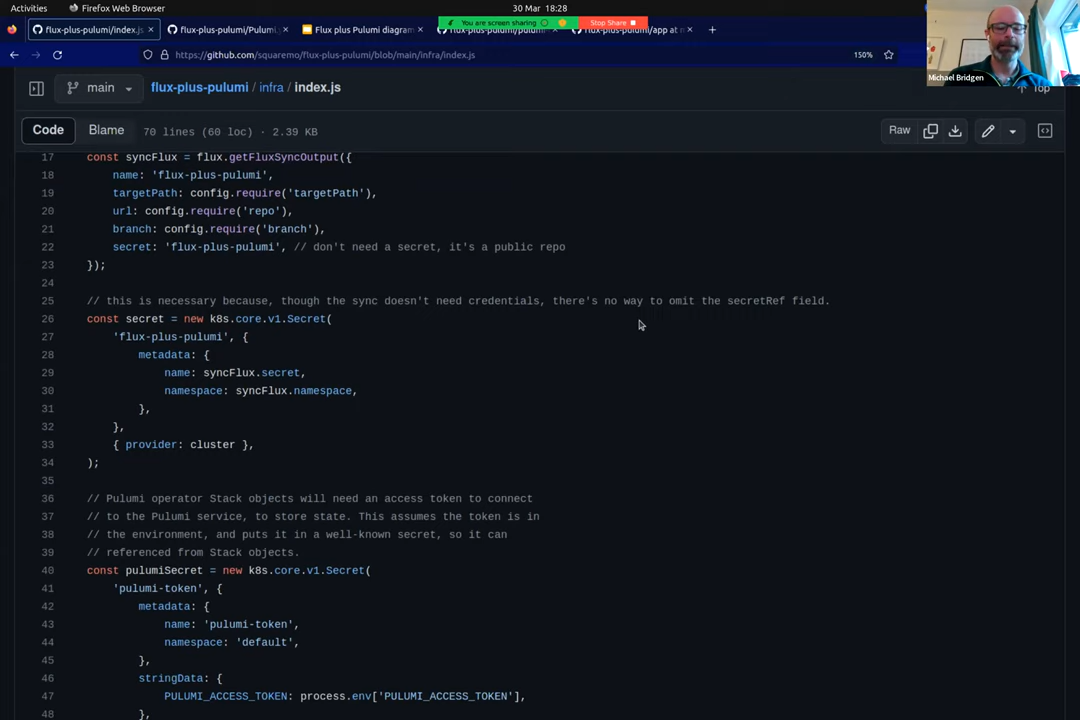 Activities
Firefox Web Browser
30 Mar 18:28
flux-plus-pulumi/index.js
flux-plus-pulumi/Pulumi.
Flux plus Pulumi diagram
flux-plus-pulumi/pulumi-
flux-plus-pulumi/app at m
You are screen sharing
Stop Share
https://github.com/squaremo/flux-plus-pulumi/blob/main/infra/index.js
150%
Michael Bridgen
main
flux-plus-pulumi / infra / index.js
Top
Code
Blame
70 lines (60 loc) · 2.39 KB
Raw
17 const syncFlux = flux.getFluxSyncOutput({
18 name: 'flux-plus-pulumi',
19 targetPath: config.require('targetPath'),
20 url: config.require('repo'),
21 branch: config.require('branch'),
22 secret: 'flux-plus-pulumi', // don't need a secret, it's a public repo
23 });
24
25 // this is necessary because, though the sync doesn't need credentials, there's no way to omit the secretRef field.
26 const secret = new k8s.core.v1.Secret(
27 'flux-plus-pulumi', {
28 metadata: {
29 name: syncFlux.secret,
30 namespace: syncFlux.namespace,
31 },
32 },
33 { provider: cluster },
34 );
35
36 // Pulumi operator Stack objects will need an access token to connect
37 // to the Pulumi service, to store state. This assumes the token is in
38 // the environment, and puts it in a well-known secret, so it can
39 // referenced from Stack objects.
40 const pulumiSecret = new k8s.core.v1.Secret(
41 'pulumi-token', {
42 metadata: {
43 name: 'pulumi-token',
44 namespace: 'default',
45 },
46 stringData: {
47 PULUMI_ACCESS_TOKEN: process.env['PULUMI_ACCESS_TOKEN'],
48 },